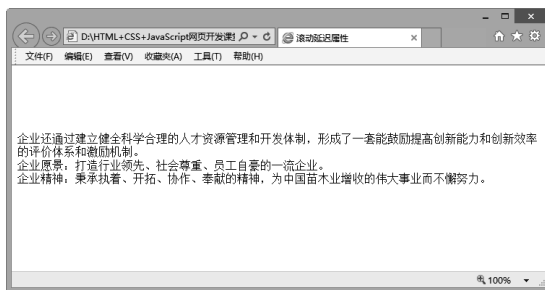 D:\HTML+CSS+JavaScript网页开发课 滚动延迟属性
文件(F) 编辑(E) 查看(V) 收藏夹(A) 工具(T) 帮助(H)
企业还通过建立健全科学合理的人才资源管理和开发体制，形成了一套能鼓励提高创新能力和创新效率
的评价体系和激励机制。
企业愿景：打造行业领先、社会尊重、员工自豪的一流企业。
企业精神：秉承执着、开拓、协作、奉献的精神，为中国苗木业增收的伟大事业而不懈努力。
100%